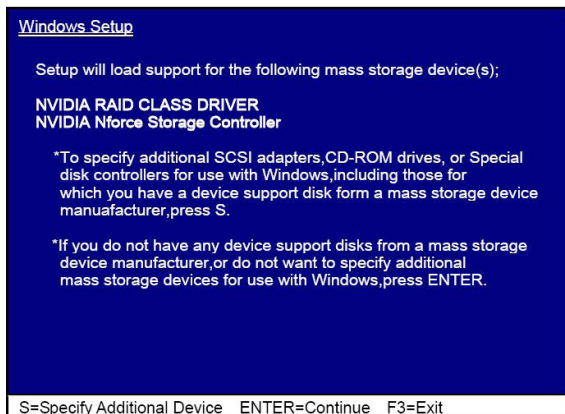 Windows Setup
Setup will load support for the following mass storage device(s);
NVIDIA RAID CLASS DRIVER
NVIDIA Nforce Storage Controller
*To specify additional SCSI adapters,CD-ROM drives, or Special
disk controllers for use with Windows,including those for
which you have a device support disk form a mass storage device
manuafacturer,press S.
*If you do not have any device support disks from a mass storage
device manufacturer,or do not want to specify additional
mass storage devices for use with Windows,press ENTER.
S=Specify Additional Device ENTER=Continue F3=Exit